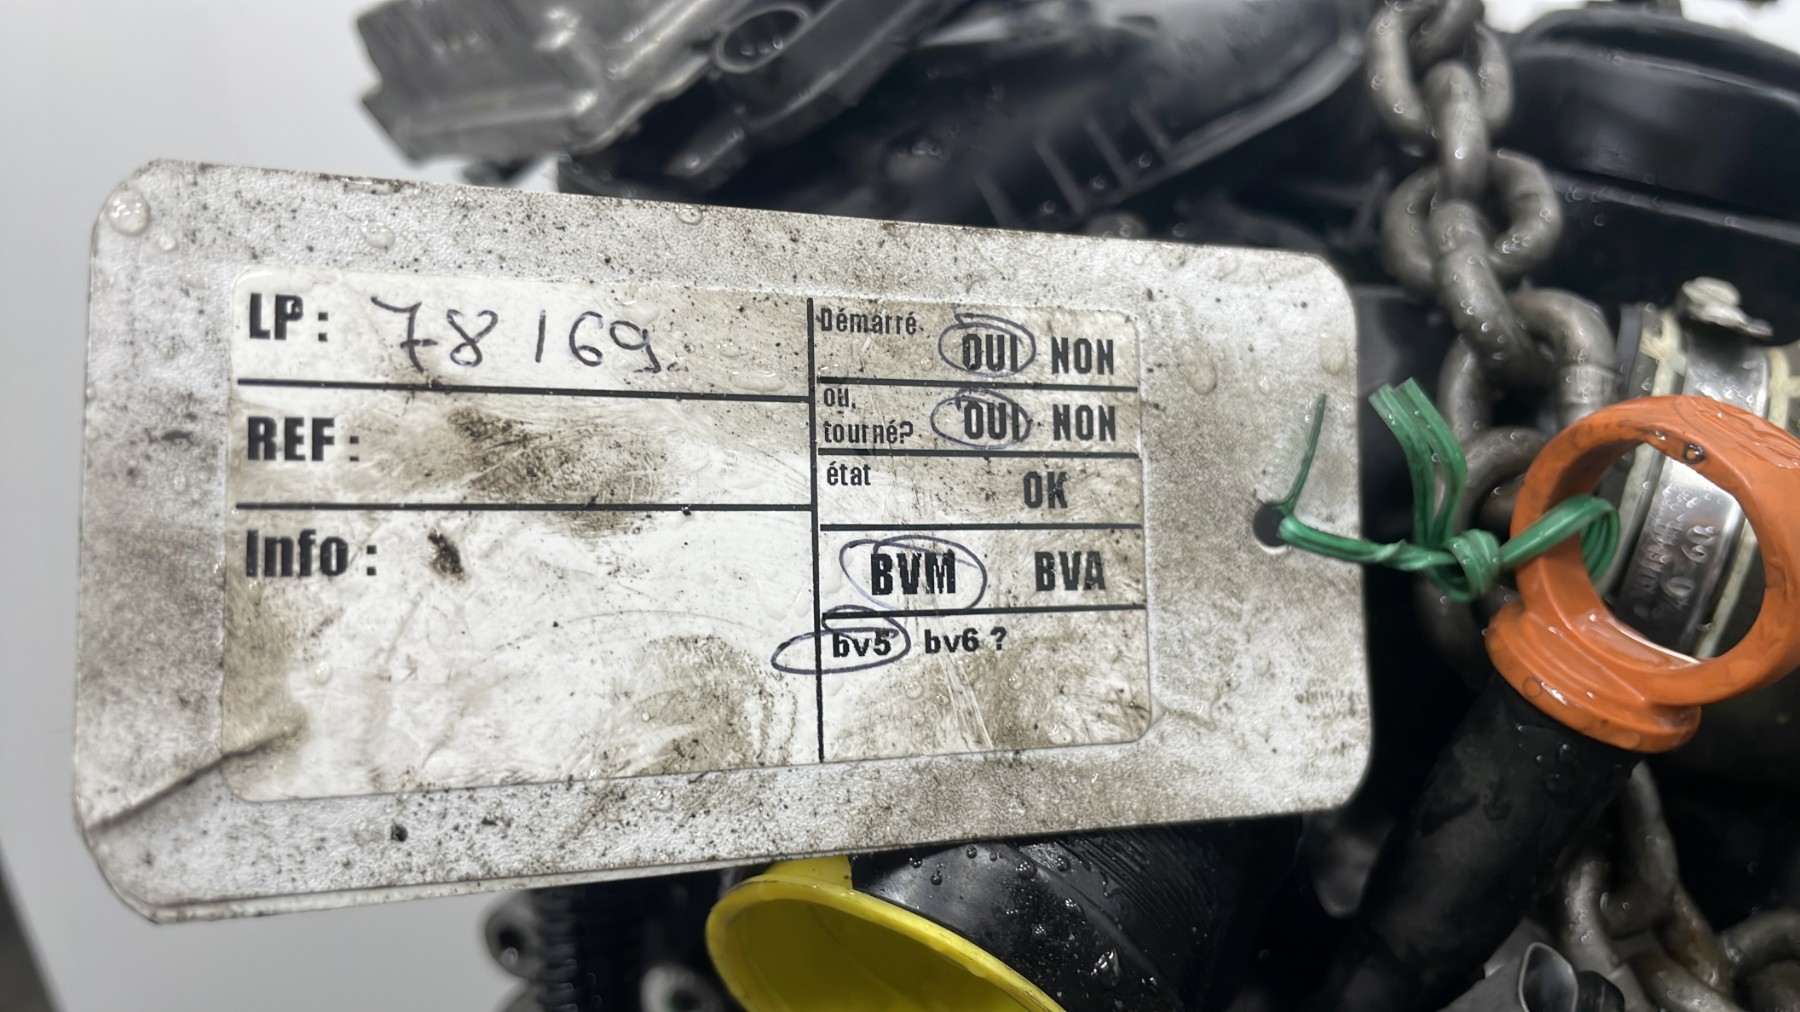 LP: 78169
REF:
Info:
Démarré OUI NON
ou,
tourné? OUI NON
état OK
BVM BVA
bv5 bv6 ?